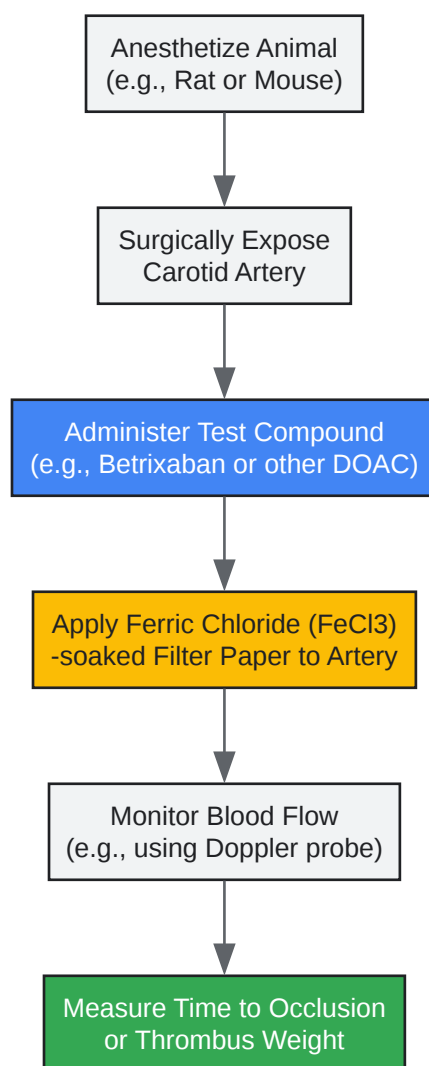 Anesthetize Animal
(e.g., Rat or Mouse)
Surgically Expose
Carotid Artery
Administer Test Compound
(e.g., Betrixaban or other DOAC)
Apply Ferric Chloride (FeCl3)
-soaked Filter Paper to Artery
Monitor Blood Flow
(e.g., using Doppler probe)
Measure Time to Occlusion
or Thrombus Weight